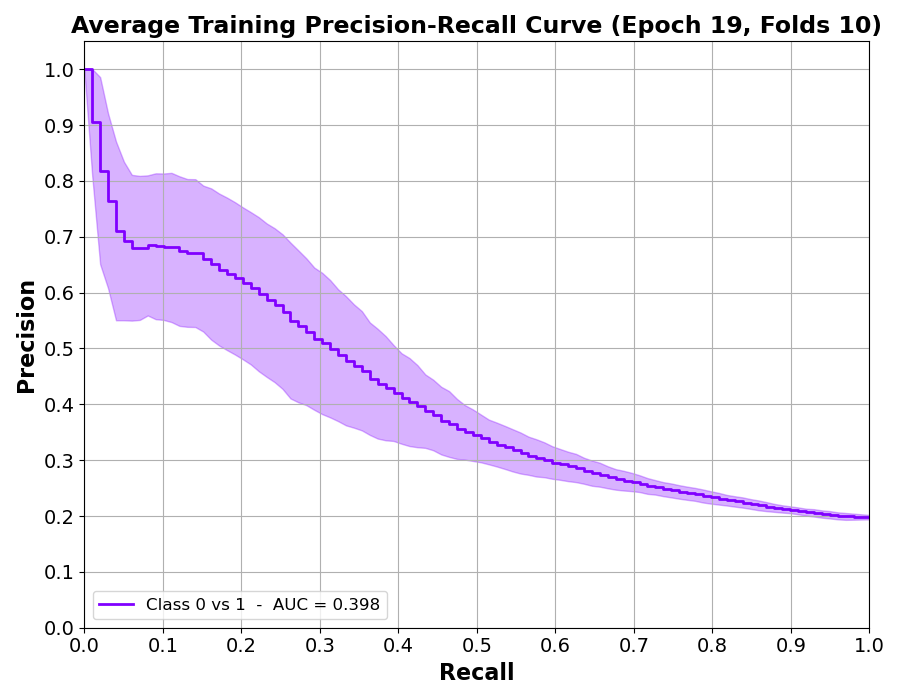 Average Training Precision-Recall Curve (Epoch 19, Folds 10)
1.0
0.9
0.8
0.7
0.6
0.5
0.4
0.3
0.2
0.1
0.0
Precision
Class 0 vs 1 - AUC = 0.398
0.0 0.1 0.2 0.3 0.4 0.5 0.6 0.7 0.8 0.9 1.0
Recall